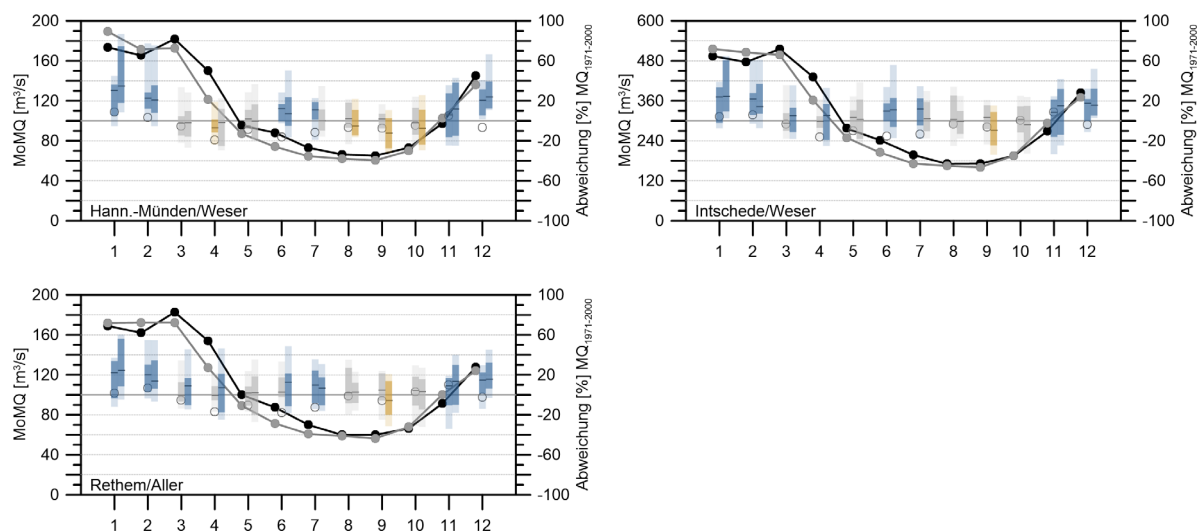 200 100
160 60
120 20
80 -20
40 -60
0 -100
MoMQ [m³/s]
Abweichung [%] MQ1971-2000
Hann.-Münden/Weser
1 2 3 4 5 6 7 8 9 10 11 12
600 100
480 60
360 20
240 -20
120 -60
0 -100
MoMQ [m³/s]
Abweichung [%] MQ1971-2000
Intschede/Weser
1 2 3 4 5 6 7 8 9 10 11 12
200 100
160 60
120 20
80 -20
40 -60
0 -100
MoMQ [m³/s]
Abweichung [%] MQ1971-2000
Rethem/Aller
1 2 3 4 5 6 7 8 9 10 11 12